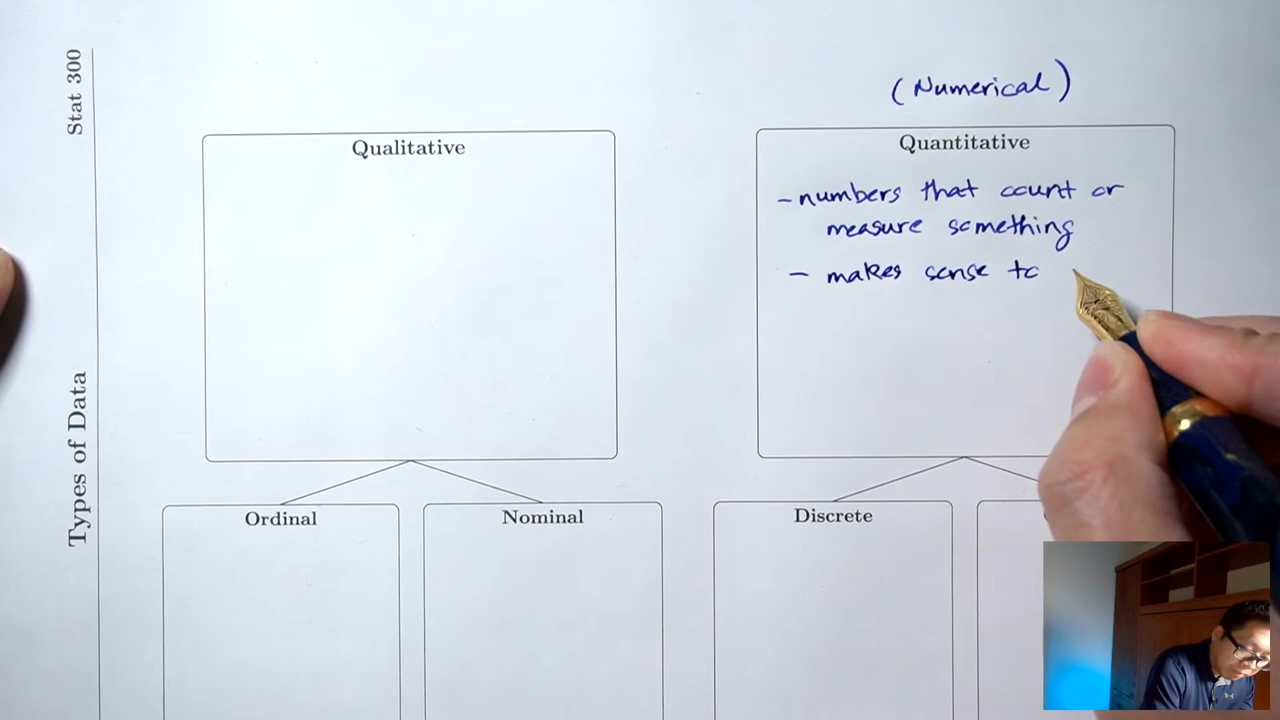 Stat 300
Types of Data
(Numerical)
Qualitative
Quantitative
- numbers that count or
measure something
- makes sense to
Ordinal
Nominal
Discrete